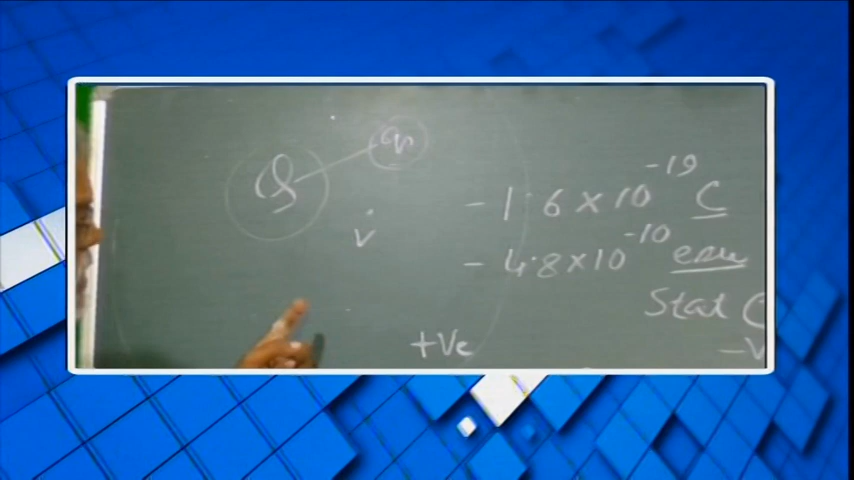 Q q
v
-1.6×10⁻¹⁹ C
-4.8×10⁻¹⁰ esu
Stat C
+Ve
-V